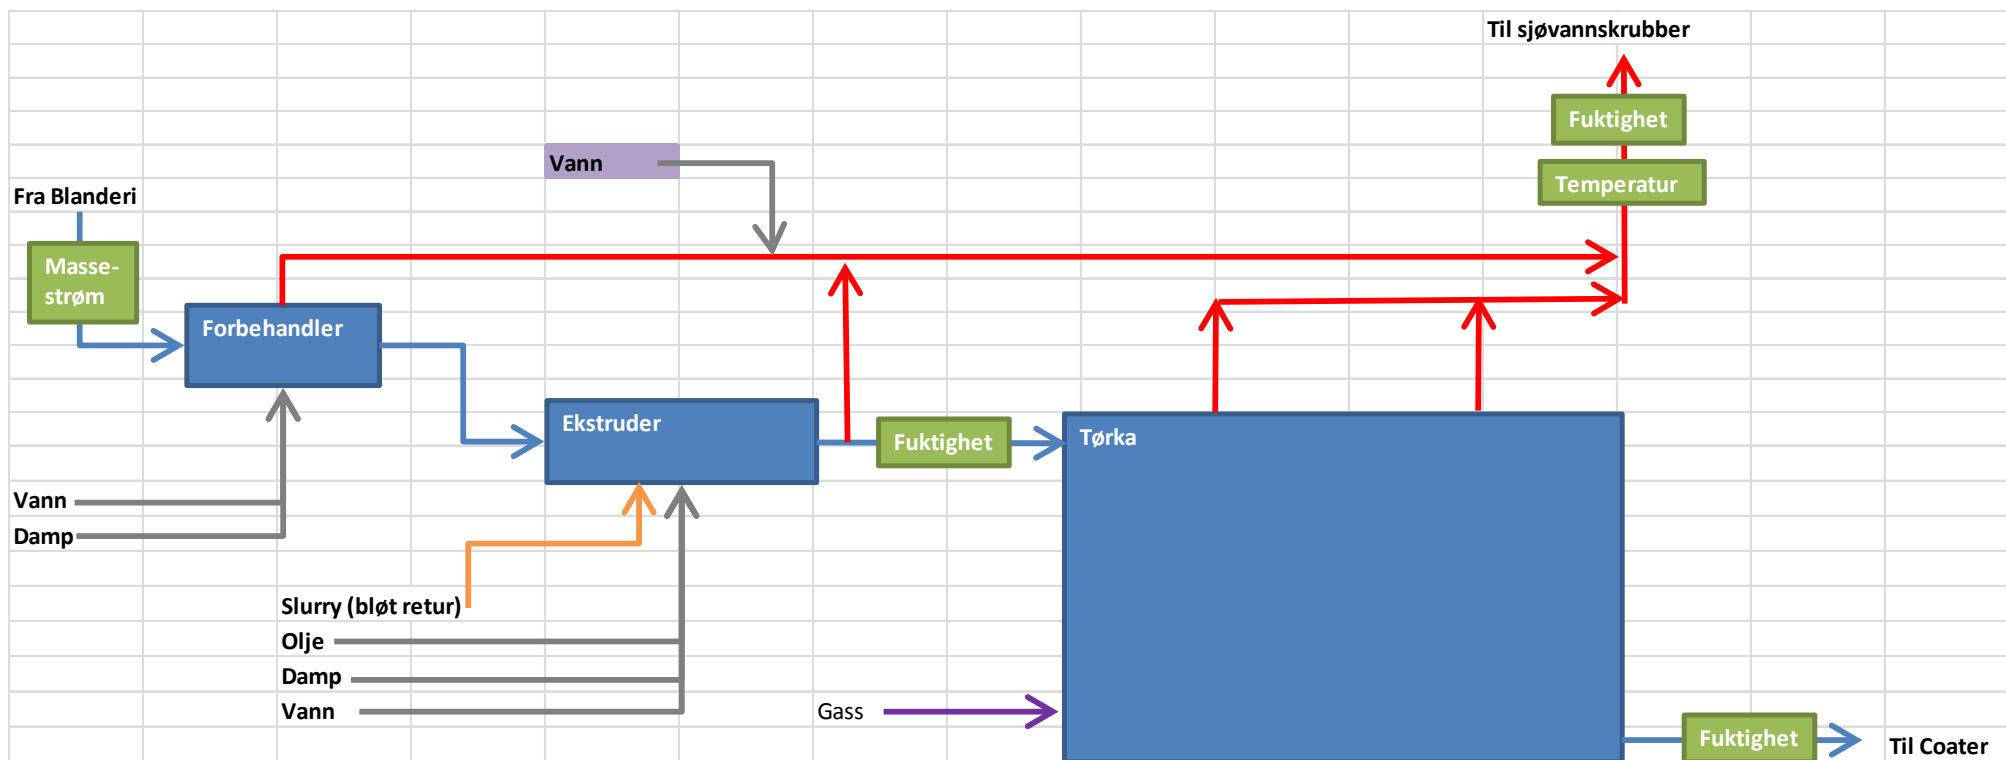 Til sjøvannskrubber
Fuktighet
Vann
Temperatur
Fra Blanderi
Masse-
strøm
Forbehandler
Ekstruder
Fuktighet
Tørka
Vann
Damp
Slurry (bløt retur)
Olje
Damp
Vann
Gass
Fuktighet
Til Coater